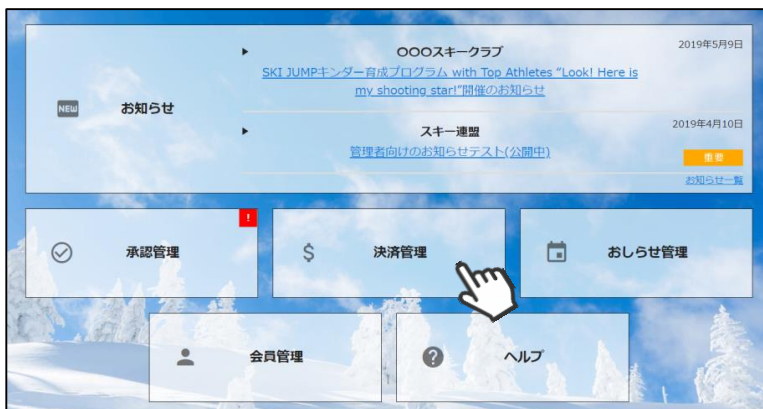 〇〇〇スキークラブ
2019年5月9日
SKI JUMPキンダー育成プログラム with Top Athletes “Look! Here is
my shooting star!”開催のお知らせ
NEW
お知らせ
スキー連盟
2019年4月10日
管理者向けのお知らせテスト(公開中)
重要
お知らせ一覧
!
承認管理
$
決済管理
おしらせ管理
会員管理
?
ヘルプ